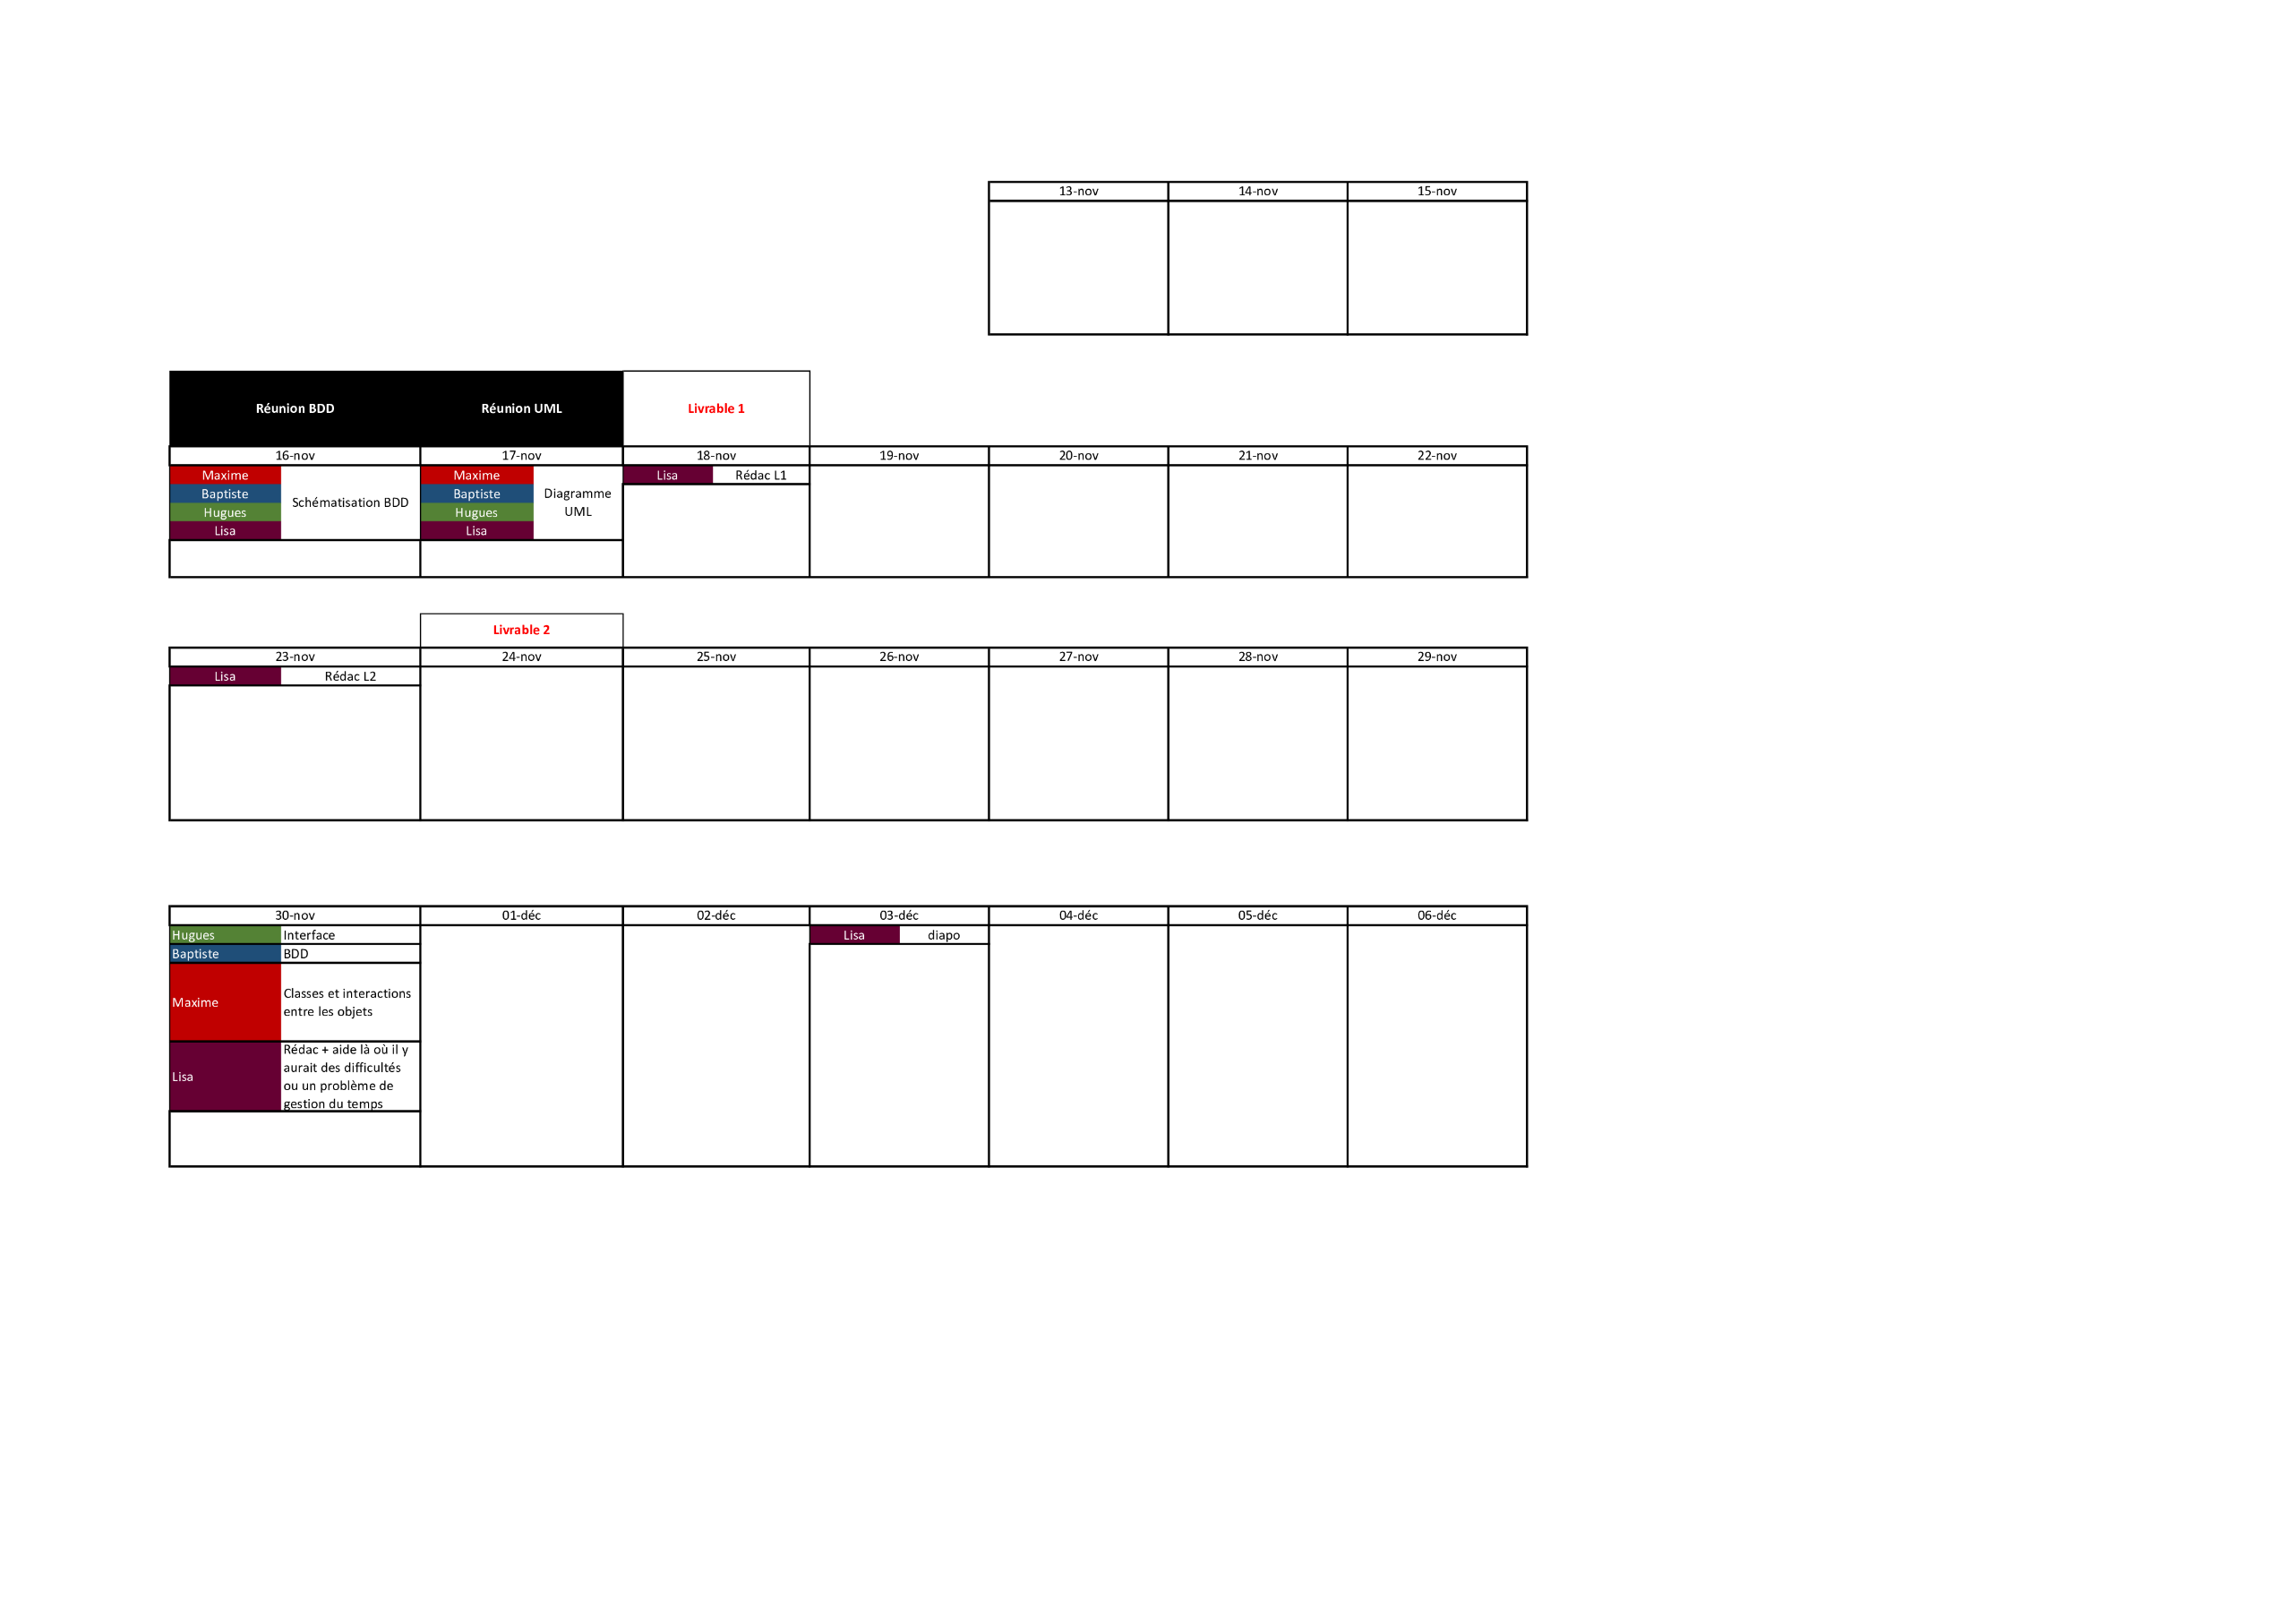 13-nov 14-nov 15-nov
Réunion BDD Réunion UML Livrable 1
16-nov 17-nov 18-nov 19-nov 20-nov 21-nov 22-nov
Maxime
Baptiste
Hugues
Lisa
Schématisation BDD
Maxime
Baptiste
Hugues
Lisa
Diagramme
UML
Lisa Rédac L1
Livrable 2
23-nov 24-nov 25-nov 26-nov 27-nov 28-nov 29-nov
Lisa Rédac L2
30-nov 01-déc 02-déc 03-déc 04-déc 05-déc 06-déc
Hugues Interface
Baptiste BDD
Maxime
Classes et interactions
entre les objets
Lisa
Rédac + aide là où il y
aurait des difficultés
ou un problème de
gestion du temps
Lisa diapo